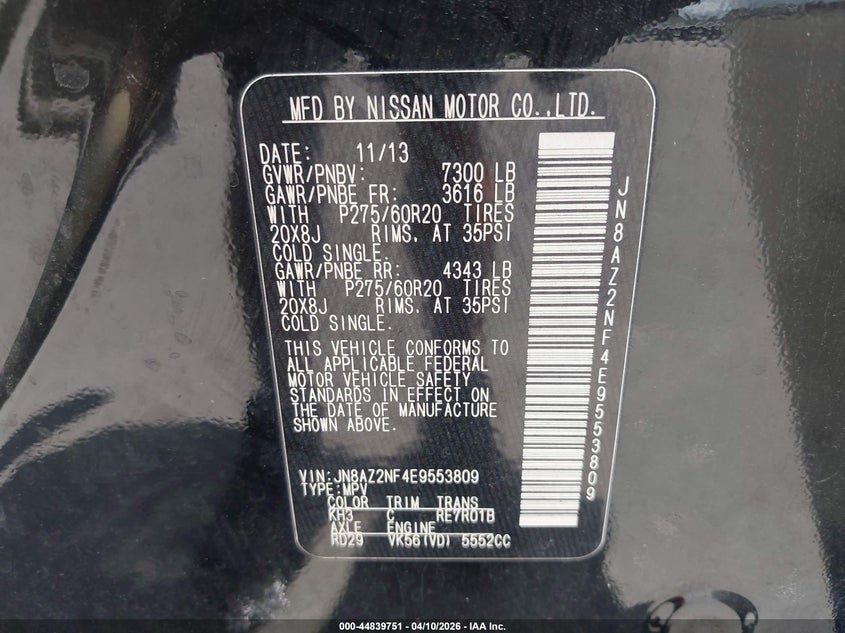 MFD BY NISSAN MOTOR CO.,LTD.
DATE: 11/13
GVWR/PNBV: 7300 LB
GAWR/PNBE FR: 3616 LB
WITH P275/60R20 TIRES
20X8J RIMS, AT 35PSI
COLD SINGLE.
GAWR/PNBE RR: 4343 LB
WITH P275/60R20 TIRES
20X8J RIMS, AT 35PSI
COLD SINGLE.
THIS VEHICLE CONFORMS TO
ALL APPLICABLE FEDERAL
MOTOR VEHICLE SAFETY
STANDARDS IN EFFECT ON
THE DATE OF MANUFACTURE
SHOWN ABOVE.
VIN:JN8AZ2NF4E9553809
TYPE:MPV
COLOR TRIM TRANS
KH3 C RE7R01B
AXLE ENGINE
RD29 VK56(VD) 5552CC
JN8AZ2NF4E9553809
000-44839751 - 04/10/2026 - IAA Inc.